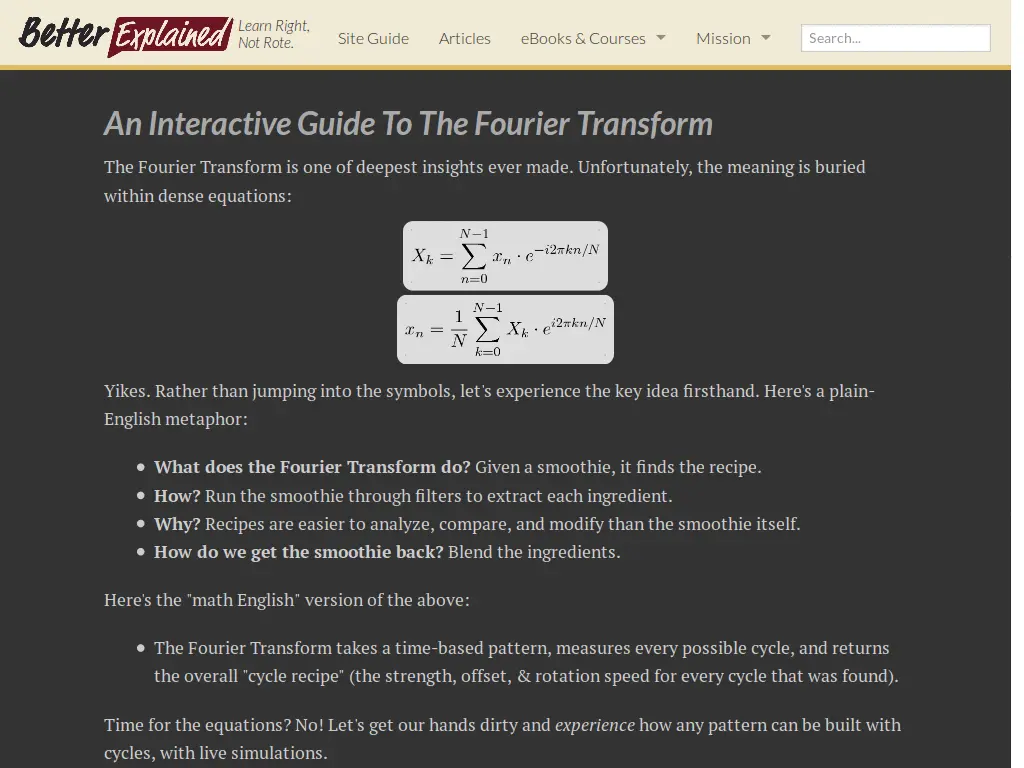 Better Explained Learn Right,
Not Rote.
Site Guide Articles eBooks & Courses Mission Search...
An Interactive Guide To The Fourier Transform
The Fourier Transform is one of deepest insights ever made. Unfortunately, the meaning is buried
within dense equations:
X_k = \sum_{n=0}^{N-1} x_n \cdot e^{-i2\pi kn/N}
x_n = \frac{1}{N} \sum_{k=0}^{N-1} X_k \cdot e^{i2\pi kn/N}
Yikes. Rather than jumping into the symbols, let's experience the key idea firsthand. Here's a plain-
English metaphor:
• What does the Fourier Transform do? Given a smoothie, it finds the recipe.
• How? Run the smoothie through filters to extract each ingredient.
• Why? Recipes are easier to analyze, compare, and modify than the smoothie itself.
• How do we get the smoothie back? Blend the ingredients.
Here's the "math English" version of the above:
• The Fourier Transform takes a time-based pattern, measures every possible cycle, and returns
the overall "cycle recipe" (the strength, offset, & rotation speed for every cycle that was found).
Time for the equations? No! Let's get our hands dirty and experience how any pattern can be built with
cycles, with live simulations.